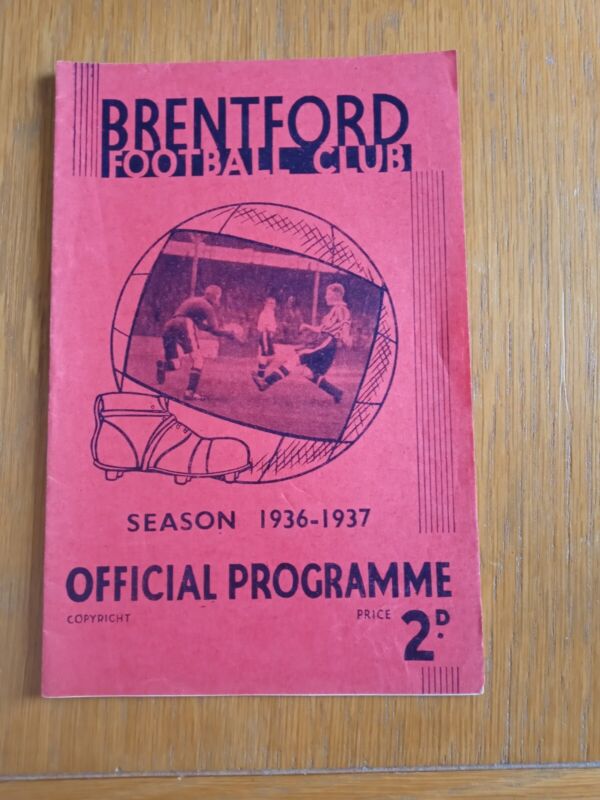 BRENTFORD
FOOTBALL CLUB
SEASON 1936-1937
OFFICIAL PROGRAMME
COPYRIGHT PRICE 2D.